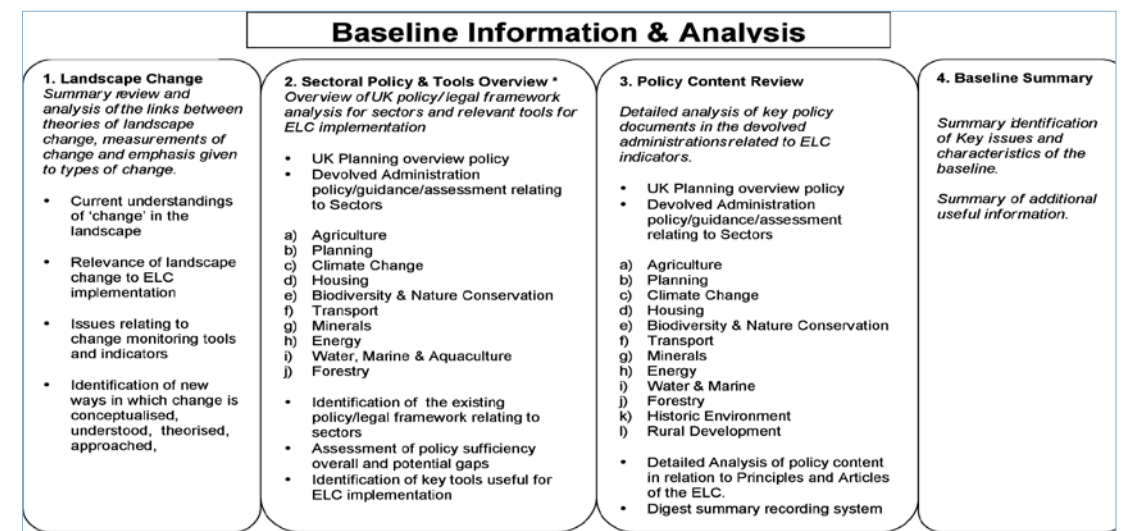 Baseline Information & Analysis
1. Landscape Change
Summary review and
analysis of the links between
theories of landscape
change, measurements of
change and emphasis given
to types of change.
• Current understandings
of ‘change’ in the
landscape
• Relevance of landscape
change to ELC
implementation
• Issues relating to
change monitoring tools
and indicators
• Identification of new
ways in which change is
conceptualised,
understood, theorised,
approached,
2. Sectoral Policy & Tools Overview *
Overview of UK policy/legal framework
analysis for sectors and relevant tools for
ELC implementation
• UK Planning overview policy
• Devolved Administration
policy/guidance/assessment relating
to Sectors
a) Agriculture
b) Planning
c) Climate Change
d) Housing
e) Biodiversity & Nature Conservation
f) Transport
g) Minerals
h) Energy
i) Water, Marine & Aquaculture
j) Forestry
• Identification of the existing
policy/legal framework relating to
sectors
• Assessment of policy sufficiency
overall and potential gaps
• Identification of key tools useful for
ELC implementation
3. Policy Content Review
Detailed analysis of key policy
documents in the devolved
administrations related to ELC
indicators.
• UK Planning overview policy
• Devolved Administration
policy/guidance/assessment
relating to Sectors
a) Agriculture
b) Planning
c) Climate Change
d) Housing
e) Biodiversity & Nature Conservation
f) Transport
g) Minerals
h) Energy
i) Water & Marine
j) Forestry
k) Historic Environment
l) Rural Development
• Detailed Analysis of policy content
in relation to Principles and Articles
of the ELC.
• Digest summary recording system
4. Baseline Summary
Summary identification
of Key issues and
characteristics of the
baseline.
Summary of additional
useful information.